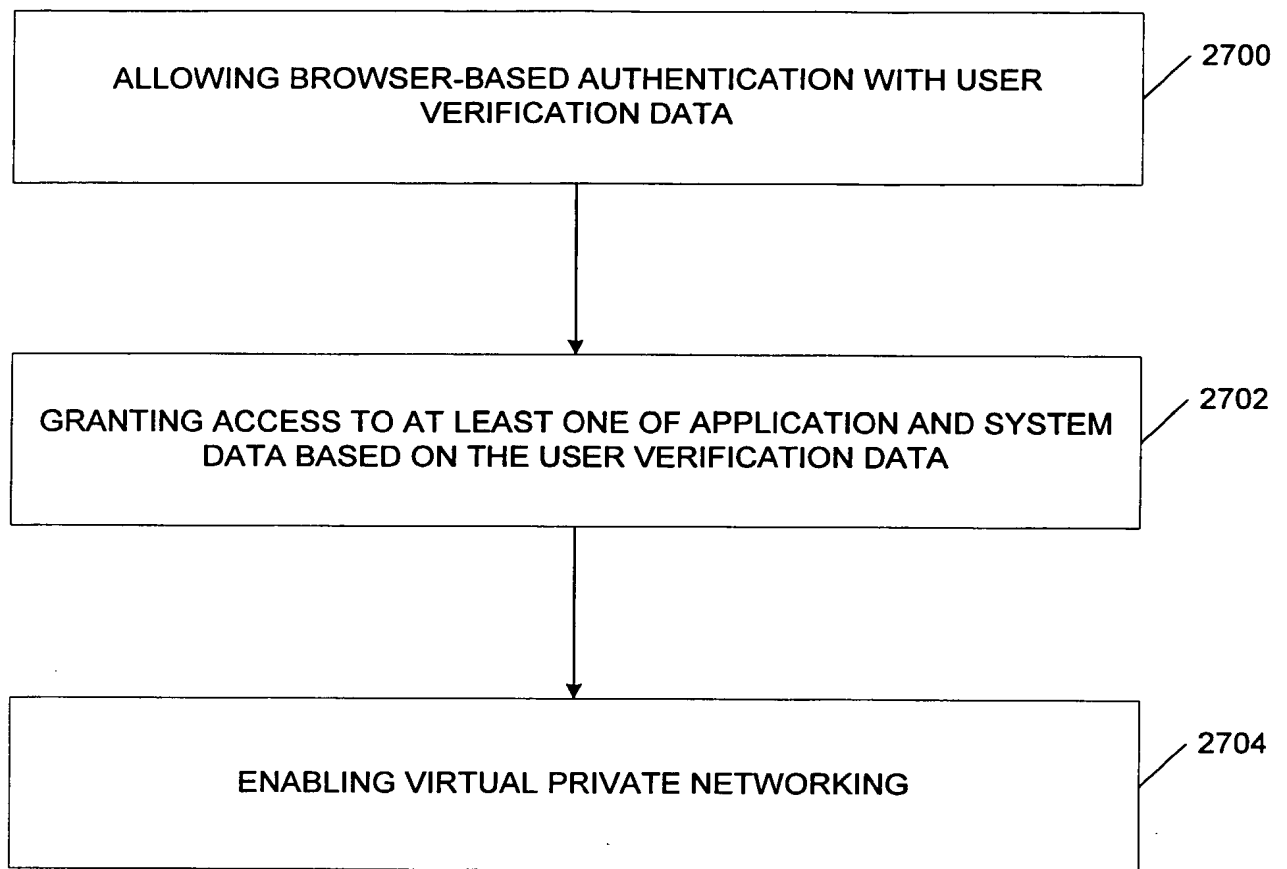 ALLOWING BROWSER-BASED AUTHENTICATION WITH USER
VERIFICATION DATA
2700
GRANTING ACCESS TO AT LEAST ONE OF APPLICATION AND SYSTEM
DATA BASED ON THE USER VERIFICATION DATA
2702
ENABLING VIRTUAL PRIVATE NETWORKING
2704